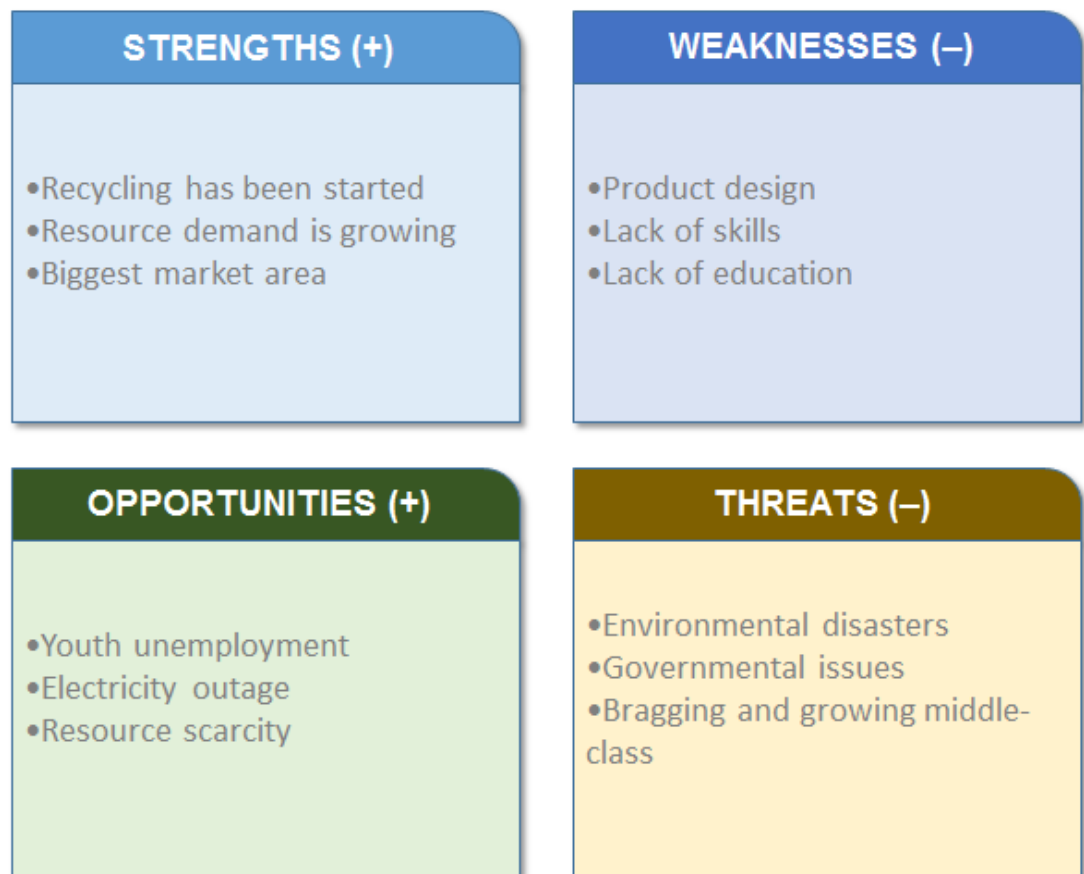 STRENGTHS (+)
•Recycling has been started
•Resource demand is growing
•Biggest market area
WEAKNESSES (–)
•Product design
•Lack of skills
•Lack of education
OPPORTUNITIES (+)
•Youth unemployment
•Electricity outage
•Resource scarcity
THREATS (–)
•Environmental disasters
•Governmental issues
•Bragging and growing middle-
class